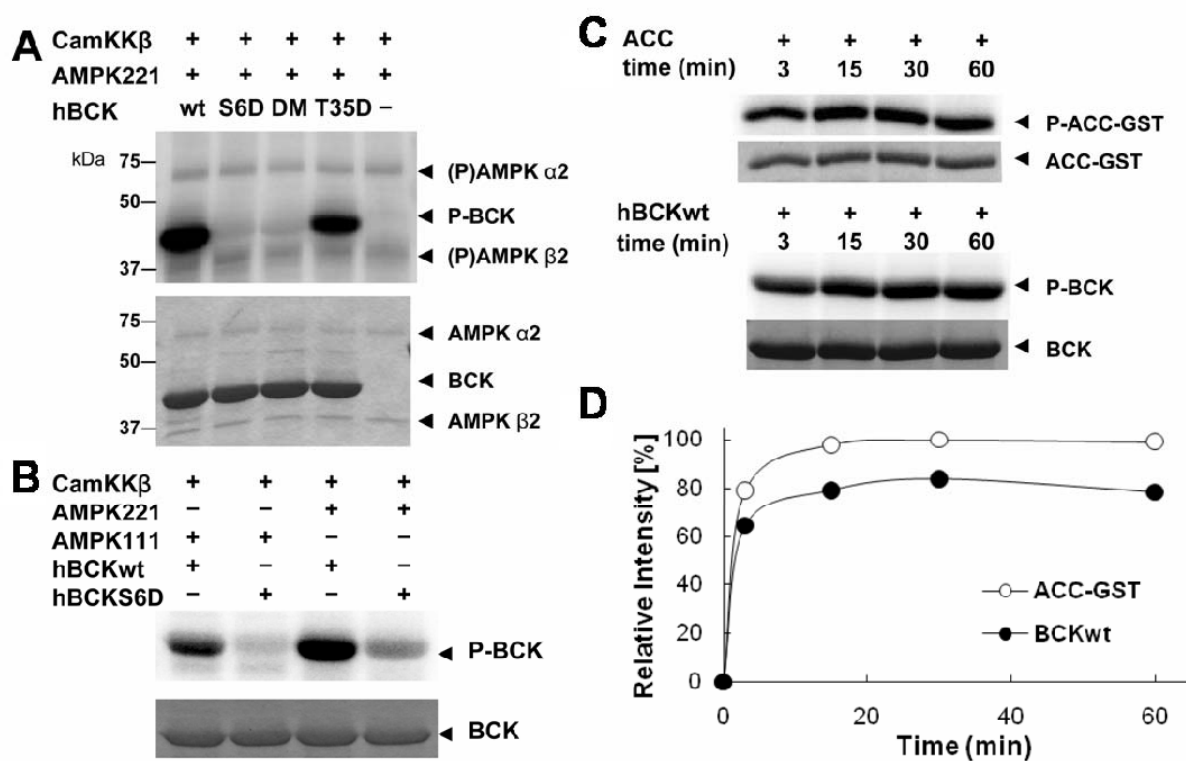 A
CamKKβ + + + + +
AMPK221 + + + + +
hBCK wt S6D DM T35D –
kDa
75
(P)AMPK α2
50
P-BCK
(P)AMPK β2
37
75
AMPK α2
50
BCK
37
AMPK β2
B
CamKKβ + + + +
AMPK221 – – + +
AMPK111 + + – –
hBCKwt + – + –
hBCKS6D – + – +
P-BCK
BCK
C
ACC + + + +
time (min) 3 15 30 60
P-ACC-GST
ACC-GST
hBCKwt + + + +
time (min) 3 15 30 60
P-BCK
BCK
D
Relative Intensity [%]
100
80
60
40
20
0
ACC-GST
BCKwt
0 20 40 60
Time (min)